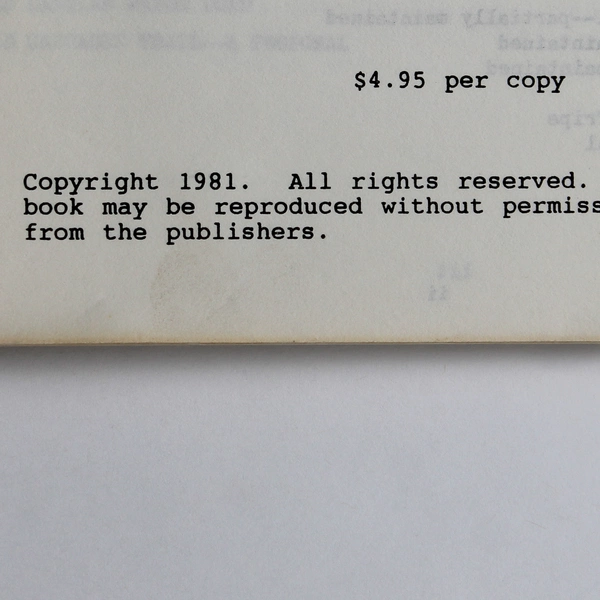 $4.95 per copy
Copyright 1981. All rights reserved.
book may be reproduced without permiss
from the publishers.